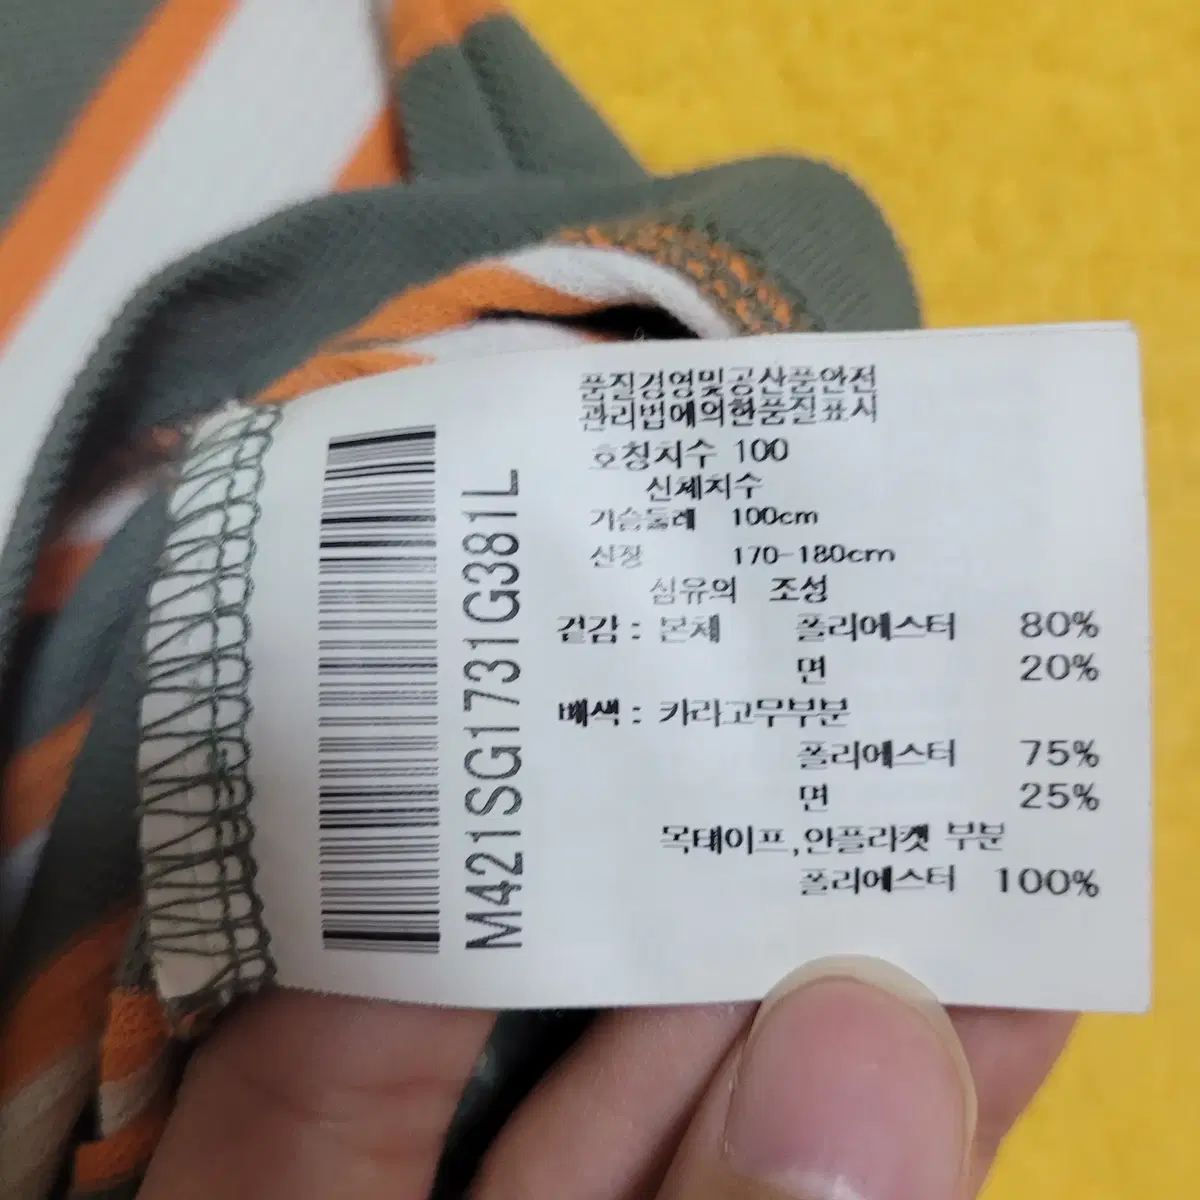 품질경영및공산품안전
관리법에의한품질표시
호칭치수 100
신체치수
가슴둘레 100cm
신장 170-180cm
섬유의 조성
겉감 : 본체 폴리에스터 80%
면 20%
배색 : 카라고무부분
폴리에스터 75%
면 25%
목테이프,안플라켓 부분
폴리에스터 100%
M421SG1731G381L